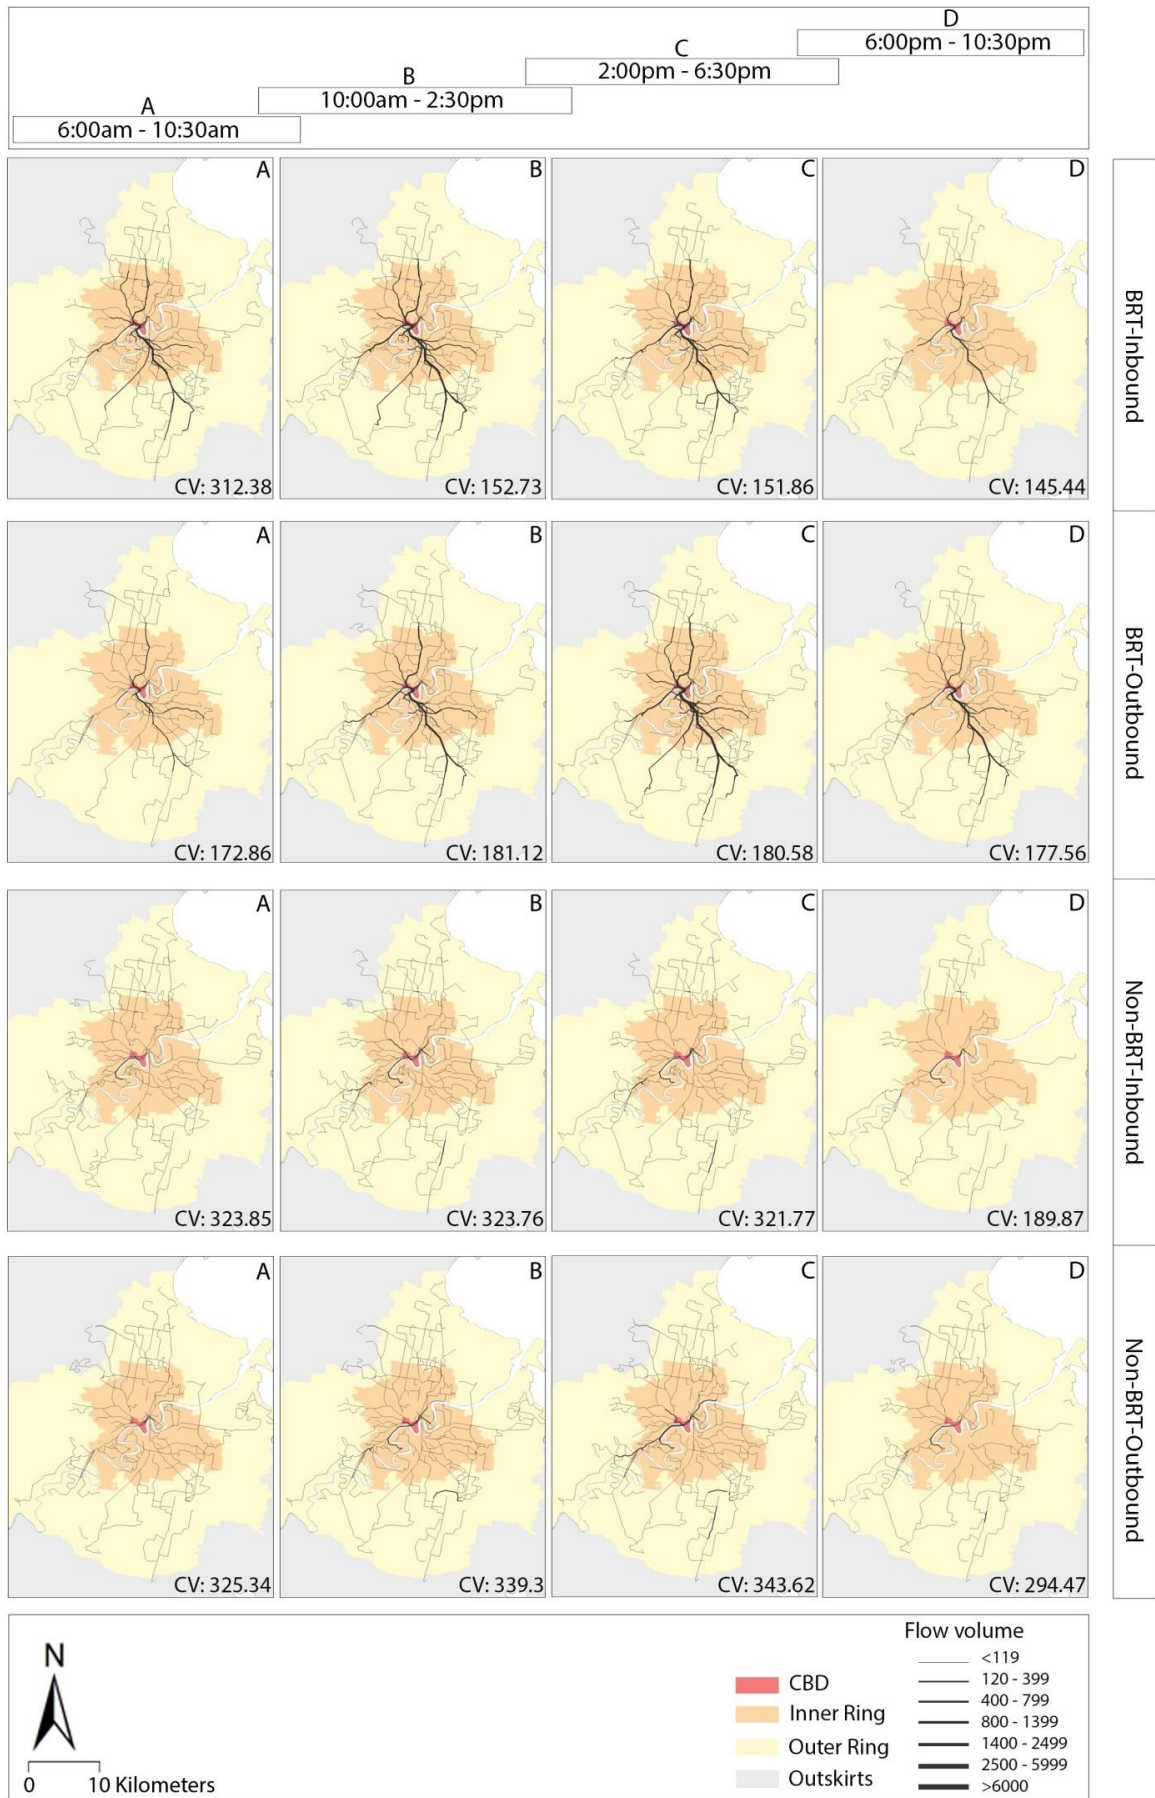 D
6:00pm - 10:30pm
C
2:00pm - 6:30pm
B
10:00am - 2:30pm
A
6:00am - 10:30am
A
B
C
D
CV: 312.38
CV: 152.73
CV: 151.86
CV: 145.44
BRT-Inbound
A
B
C
D
CV: 172.86
CV: 181.12
CV: 180.58
CV: 177.56
BRT-Outbound
A
B
C
D
CV: 323.85
CV: 323.76
CV: 321.77
CV: 189.87
Non-BRT-Inbound
A
B
C
D
CV: 325.34
CV: 339.3
CV: 343.62
CV: 294.47
Non-BRT-Outbound
N
0 10 Kilometers
CBD
Inner Ring
Outer Ring
Outskirts
Flow volume
<119
120 - 399
400 - 799
800 - 1399
1400 - 2499
2500 - 5999
>6000